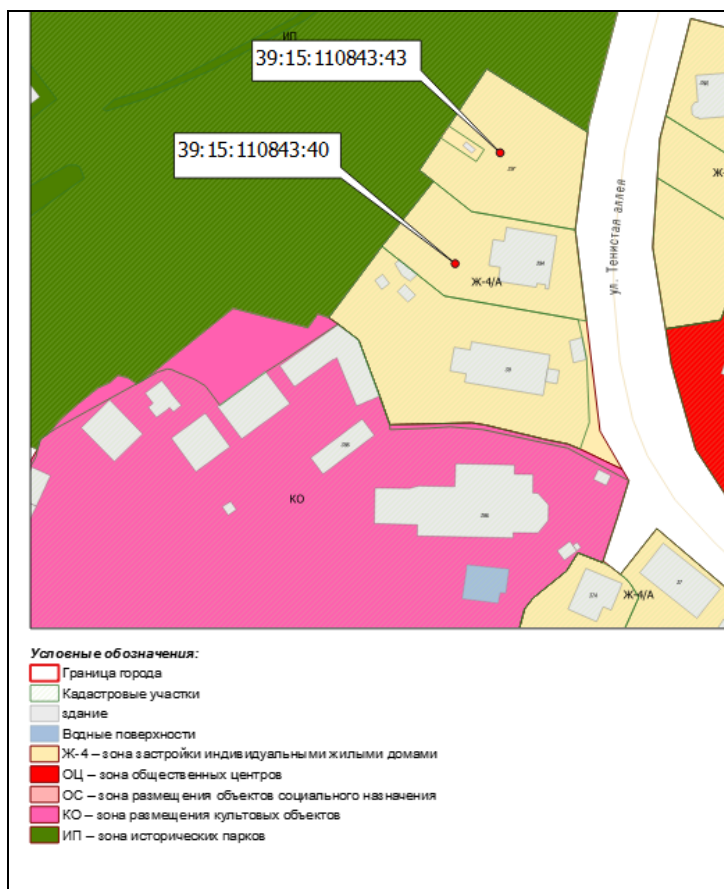 ИП
39:15:110843:43
39:15:110843:40
Ж-4/А
ул. Тенистая аллея
КО
Ж-4/А
Условные обозначения:
Граница города
Кадастровые участки
здание
Водные поверхности
Ж-4 – зона застройки индивидуальными жилыми домами
ОЦ – зона общественных центров
ОС – зона размещения объектов социального назначения
КО – зона размещения культовых объектов
ИП – зона исторических парков